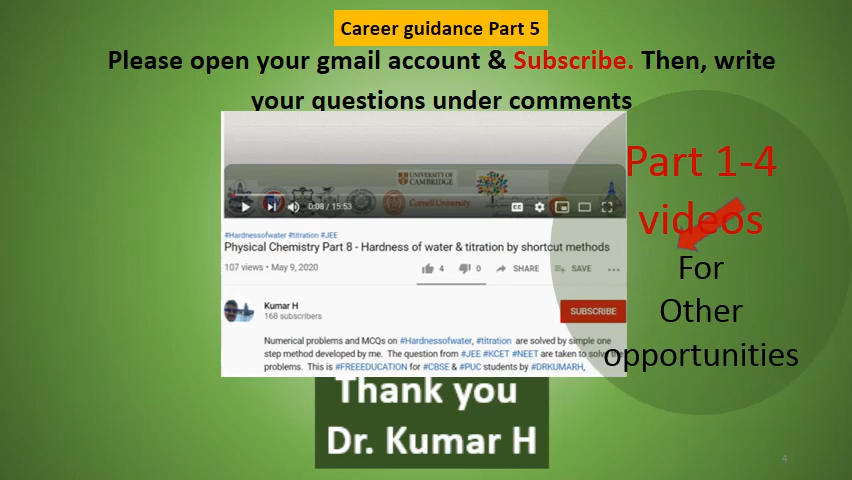 Career guidance Part 5
Please open your gmail account & Subscribe. Then, write
your questions under comments
Part 1-4
videos
For
Other
opportunities
UNIVERSITY OF
CAMBRIDGE
Cornell University
0:08 / 15:53
CC
#Hardnessofwater #titration #JEE
Physical Chemistry Part 8 - Hardness of water & titration by shortcut methods
107 views • May 9, 2020
4 0 SHARE SAVE ...
Kumar H
168 subscribers
SUBSCRIBE
Numerical problems and MCQs on #Hardnessofwater, #titration are solved by simple one
step method developed by me. The question from #JEE #KCET #NEET are taken to solve the
problems. This is #FREEEDUCATION for #CBSE & #PUC students by #DRKUMARH,
Thank you
Dr. Kumar H
4